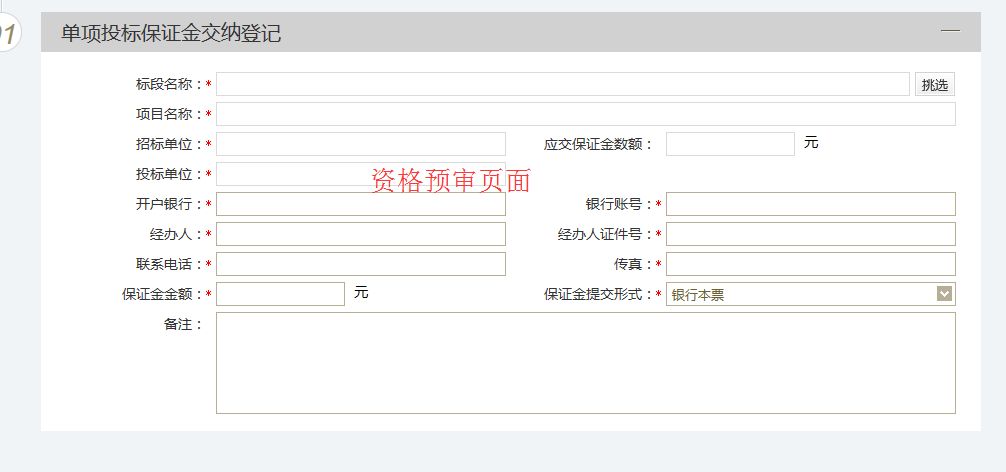 01
单项投标保证金交纳登记
标段名称：* 挑选
项目名称：*
招标单位：* 应交保证金数额： 元
投标单位：*
资格预审页面
开户银行：* 银行账号：*
经办人：* 经办人证件号：*
联系电话：* 传真：*
保证金金额：* 元 保证金提交形式：* 银行本票
备注：